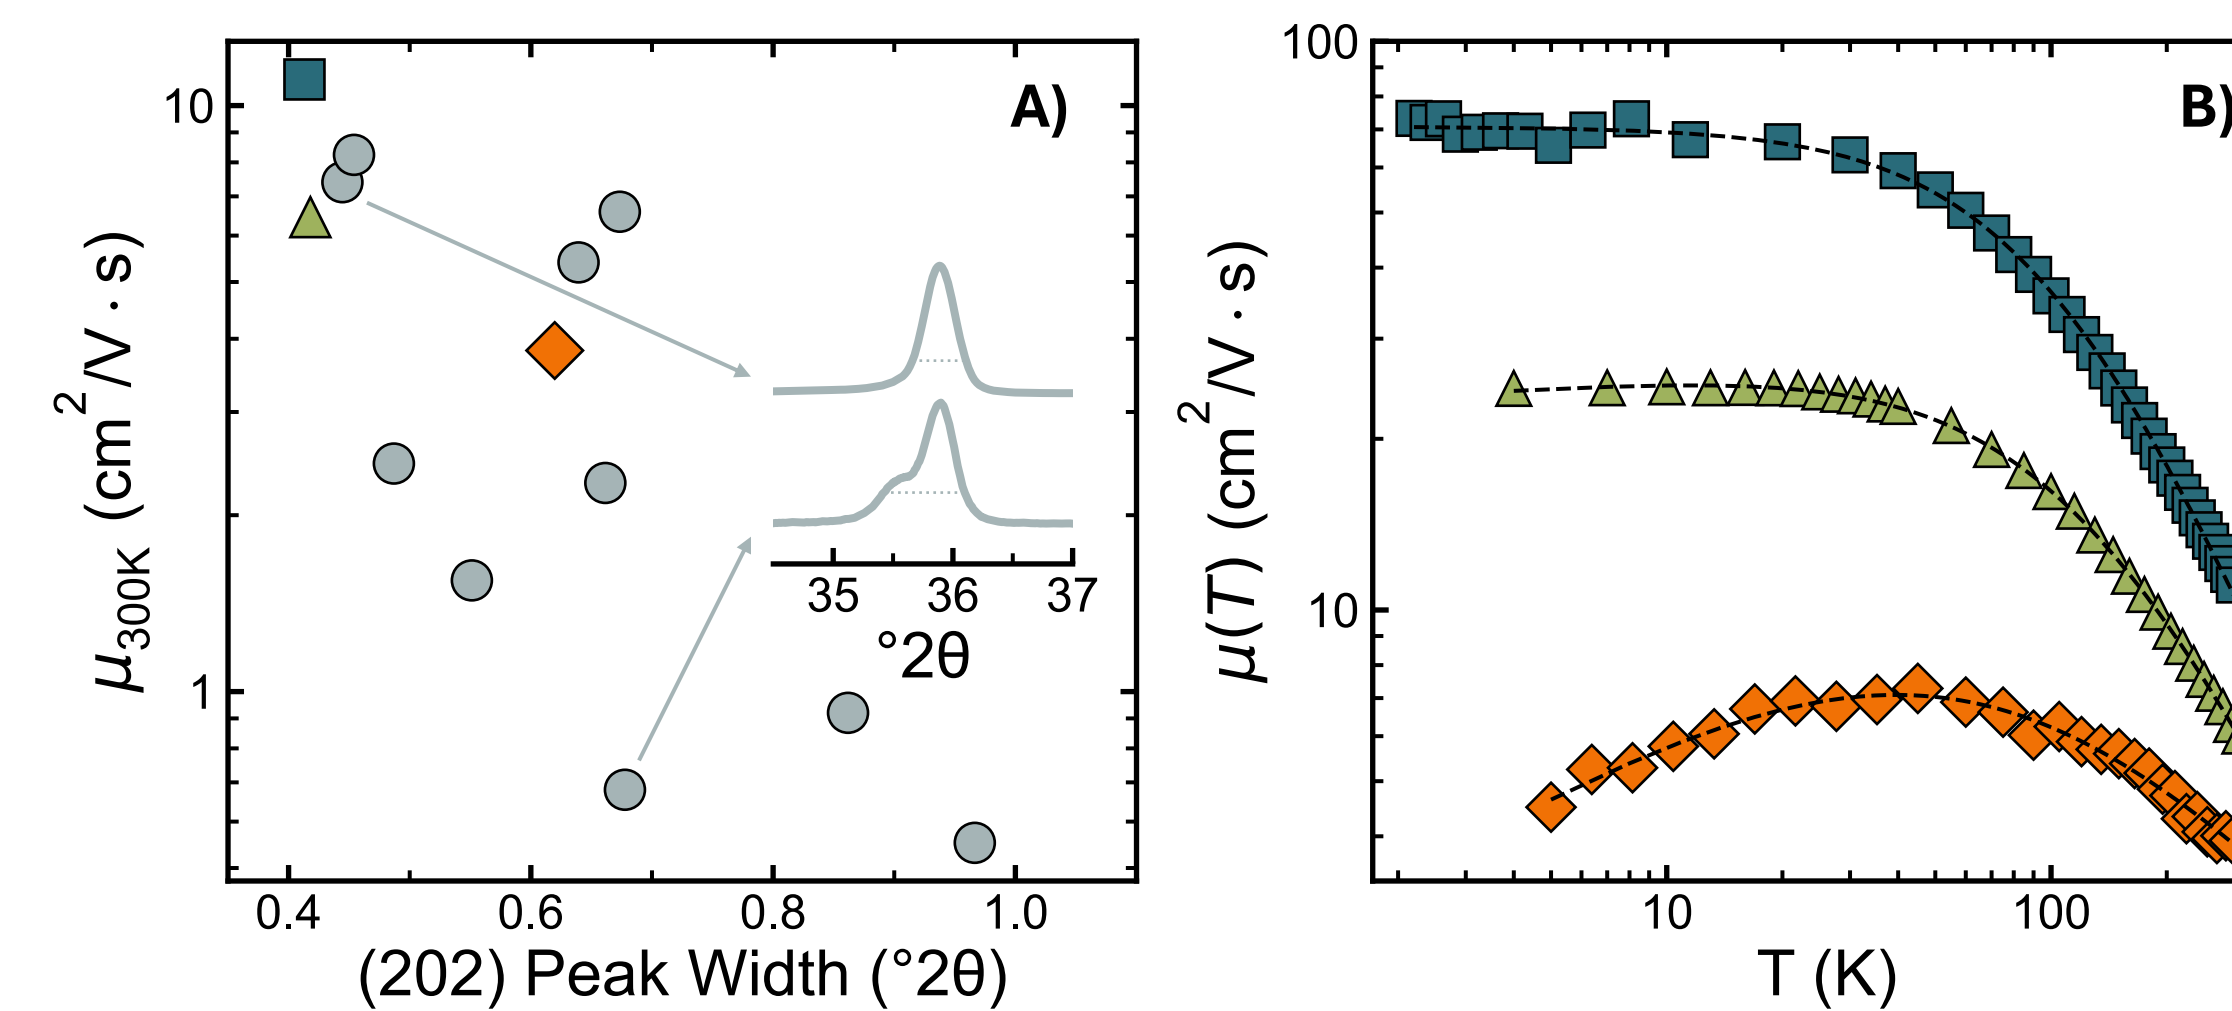 A)
10
1
μ300K (cm2/V · s)
35 36 37
°2θ
0.4 0.6 0.8 1.0
(202) Peak Width (°2θ)
B)
100
10
μ(T) (cm2/V · s)
10 100
T (K)